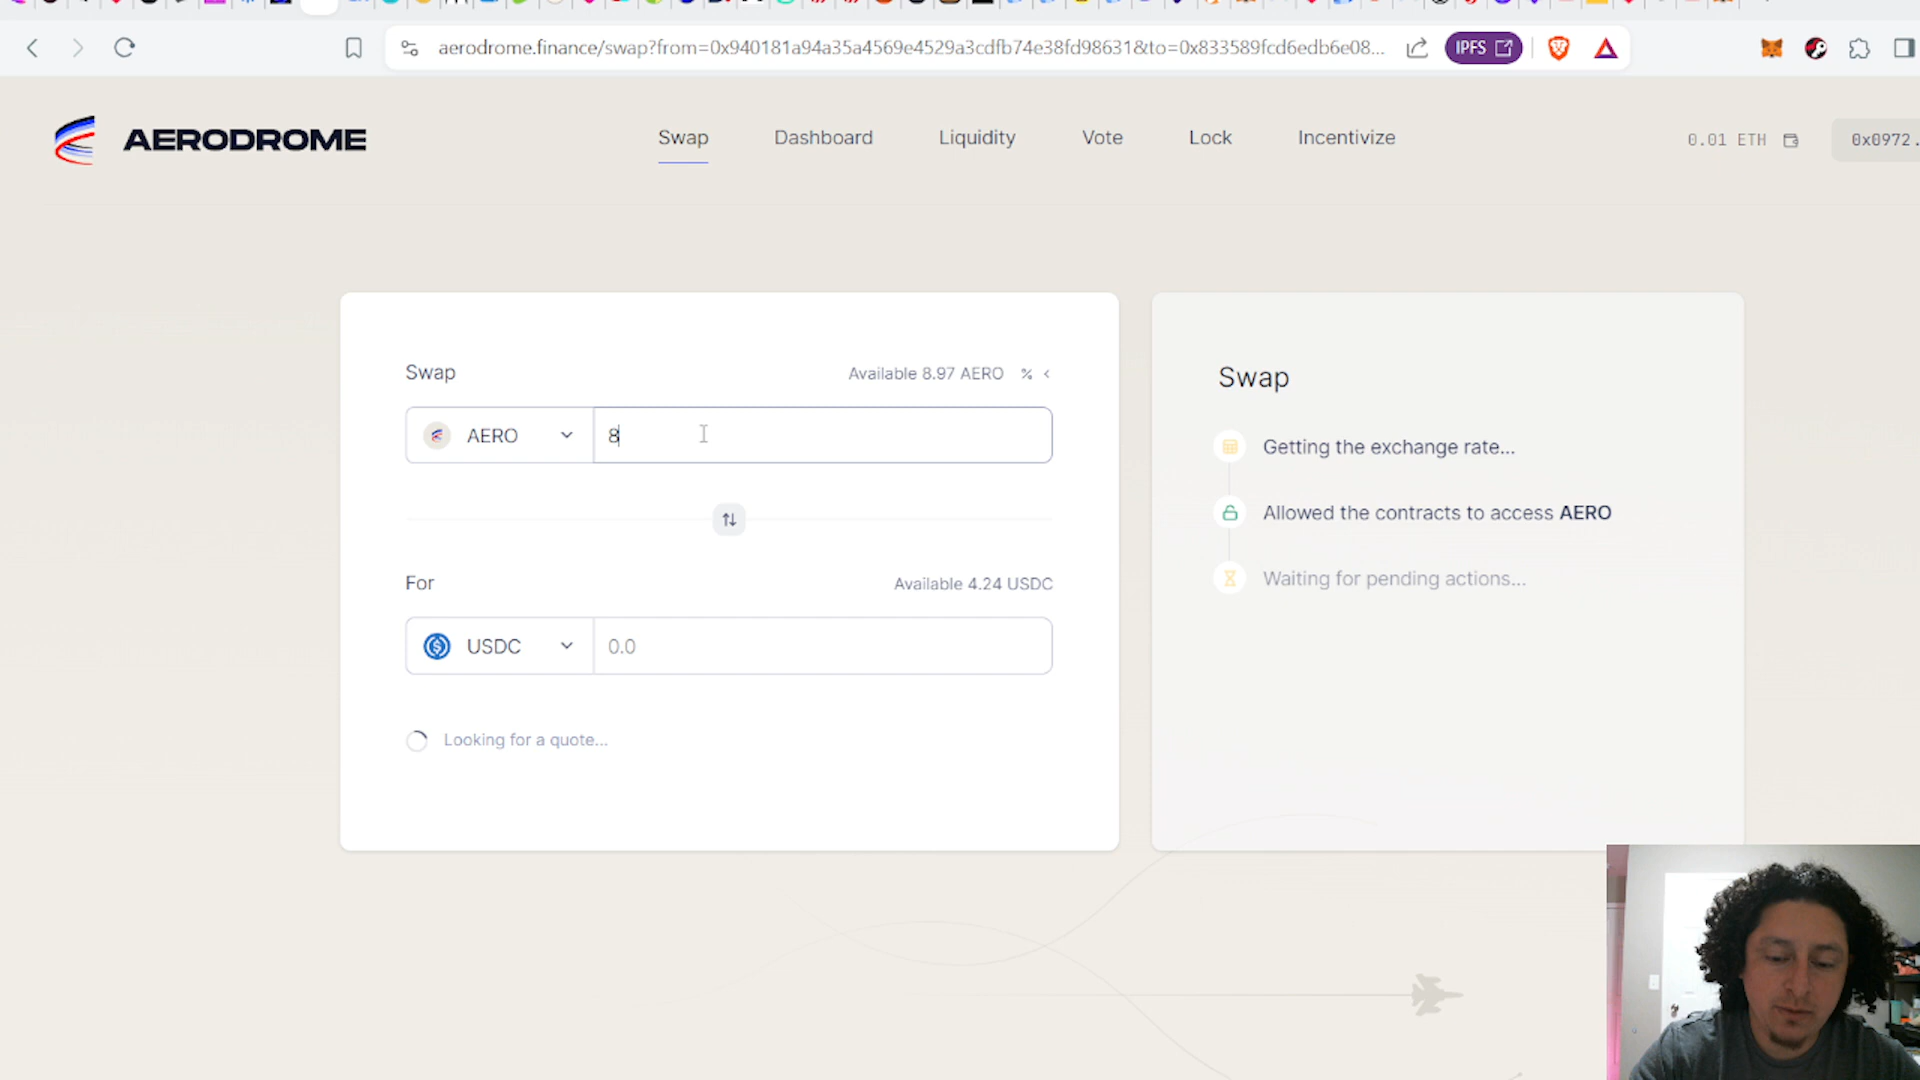 aerodrome.finance/swap?from=0x940181a94a35a4569e4529a3cdfb74e38fd98631&to=0x833589fcd6edb6e08...
IPFS
AERODROME
Swap
Dashboard
Liquidity
Vote
Lock
Incentivize
0.01 ETH
0x0972.
Swap
Available 8.97 AERO
%
AERO
8
For
Available 4.24 USDC
USDC
0.0
Looking for a quote...
Swap
Getting the exchange rate...
Allowed the contracts to access AERO
Waiting for pending actions...